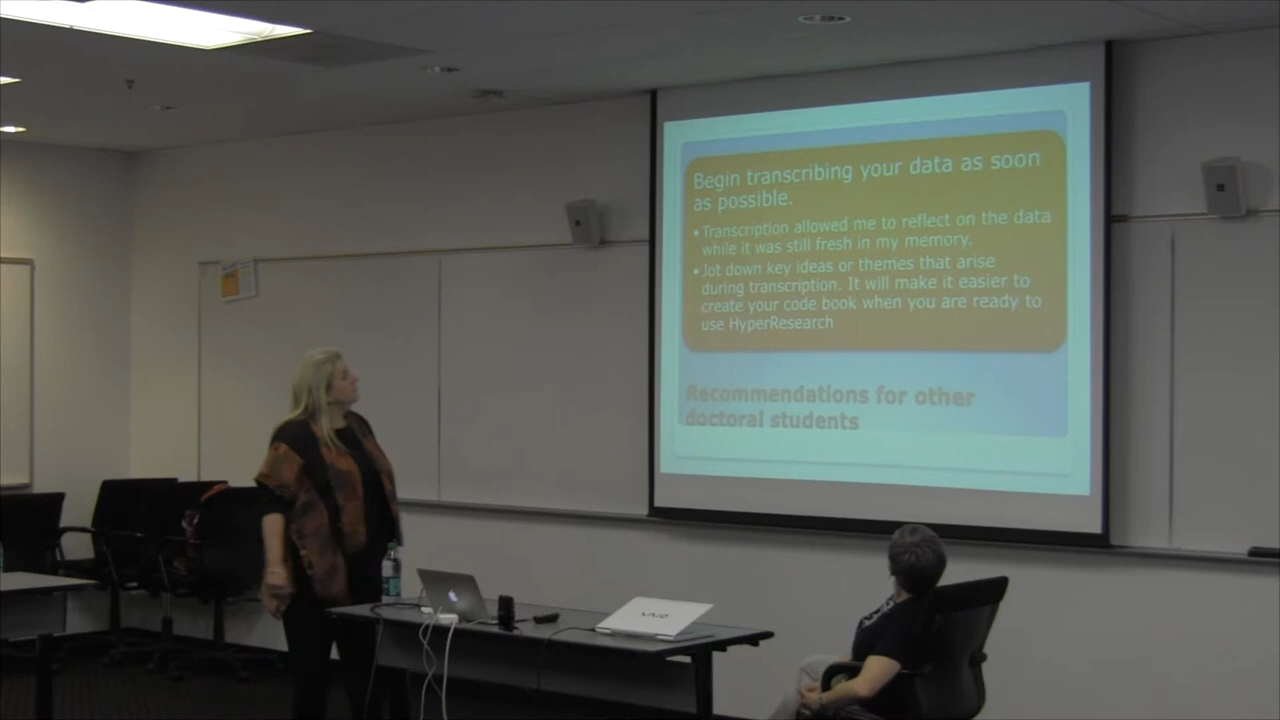 Begin transcribing your data as soon
as possible.
• Transcription allowed me to reflect on the data
while it was still fresh in my memory.
• Jot down key ideas or themes that arise
during transcription. It will make it easier to
create your code book when you are ready to
use HyperResearch
Recommendations for other
doctoral students
VAIO